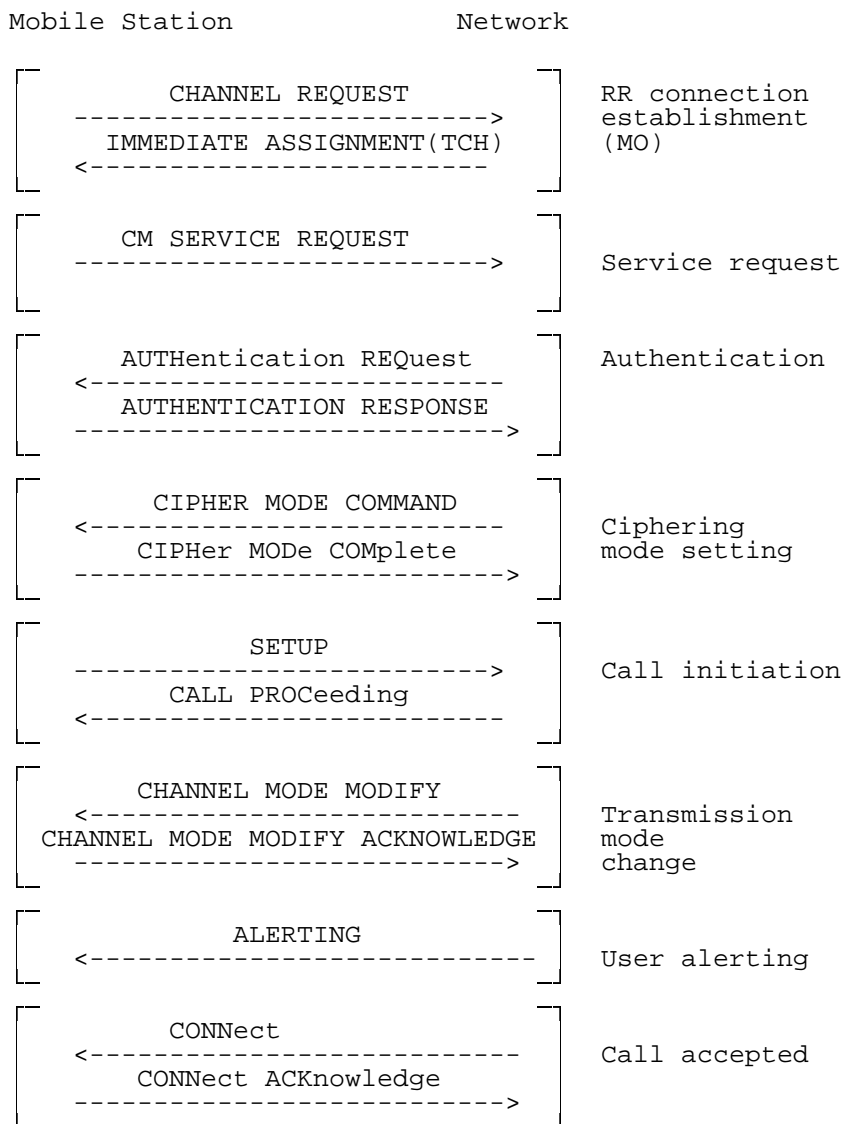 Mobile Station Network
CHANNEL REQUEST RR connection
--------------------------> establishment
IMMEDIATE ASSIGNMENT(TCH) (MO)
<-------------------------
CM SERVICE REQUEST
--------------------------> Service request
AUTHentication REQuest Authentication
<--------------------------
AUTHENTICATION RESPONSE
--------------------------->
CIPHER MODE COMMAND
<-------------------------- Ciphering
CIPHer MODe COMplete mode setting
--------------------------->
SETUP
--------------------------> Call initiation
CALL PROCeeding
<--------------------------
CHANNEL MODE MODIFY
<--------------------------- Transmission
CHANNEL MODE MODIFY ACKNOWLEDGE mode
---------------------------> change
ALERTING
<---------------------------- User alerting
CONNect
<--------------------------- Call accepted
CONNect ACKnowledge
--------------------------->